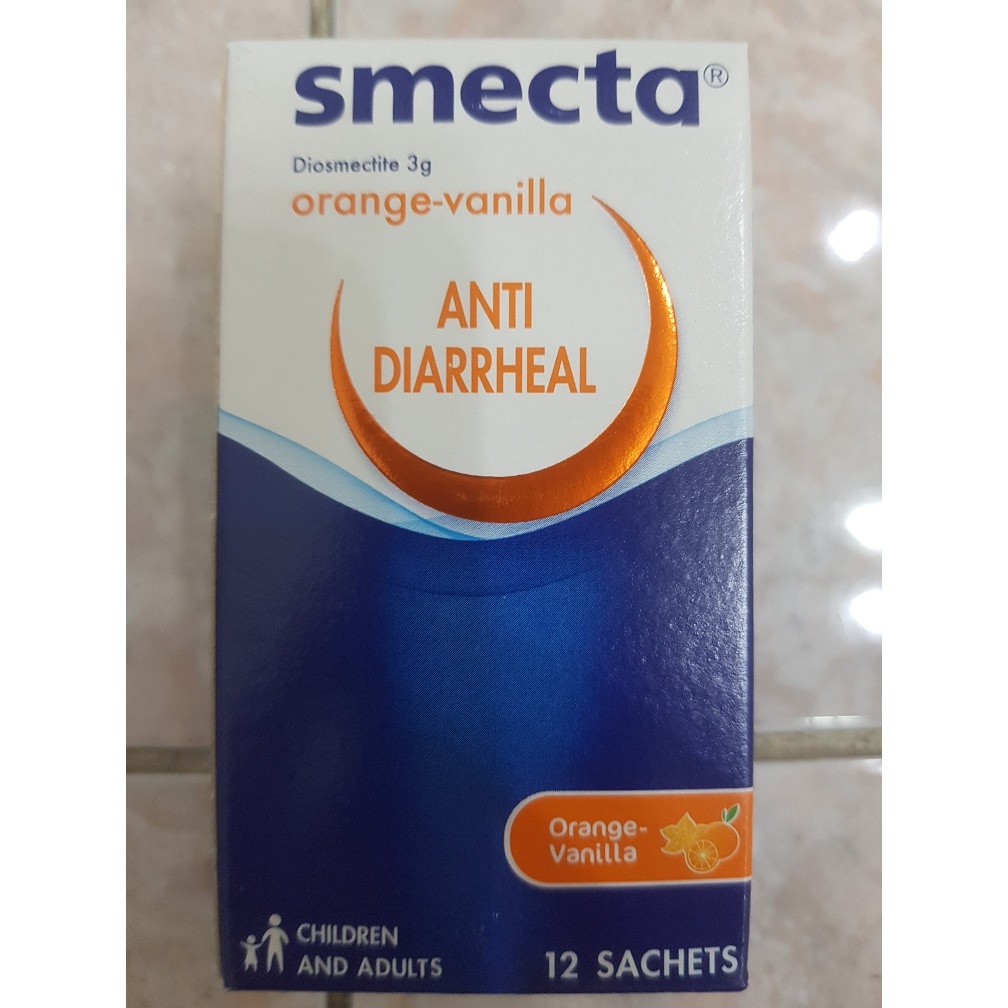 smecta®
Diosmectite 3g
orange-vanilla
ANTI
DIARRHEAL
Orange-
Vanilla
CHILDREN
AND ADULTS
12 SACHETS